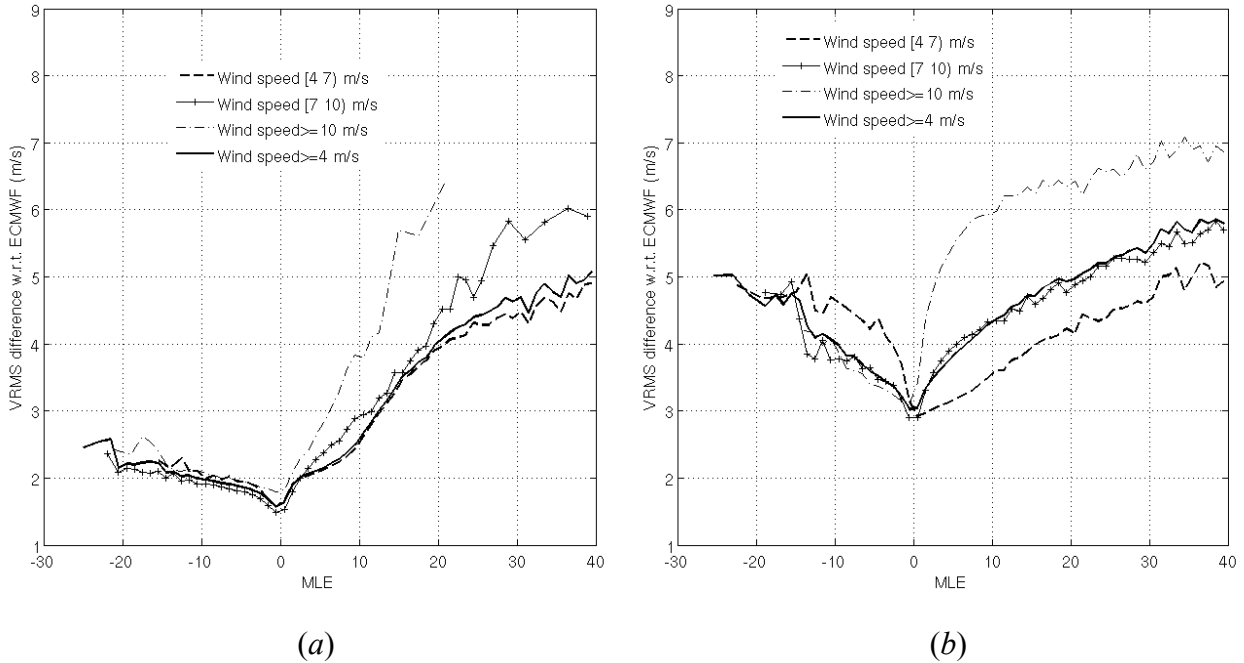 9
8
7
6
5
4
3
2
1
VRMS difference w.r.t. ECMWF (m/s)
Wind speed [4 7) m/s
Wind speed [7 10) m/s
Wind speed>=10 m/s
Wind speed>=4 m/s
-30 -20 -10 0 10 20 30 40
MLE
(a)
9
8
7
6
5
4
3
2
1
VRMS difference w.r.t. ECMWF (m/s)
Wind speed [4 7) m/s
Wind speed [7 10) m/s
Wind speed>=10 m/s
Wind speed>=4 m/s
-30 -20 -10 0 10 20 30 40
MLE
(b)